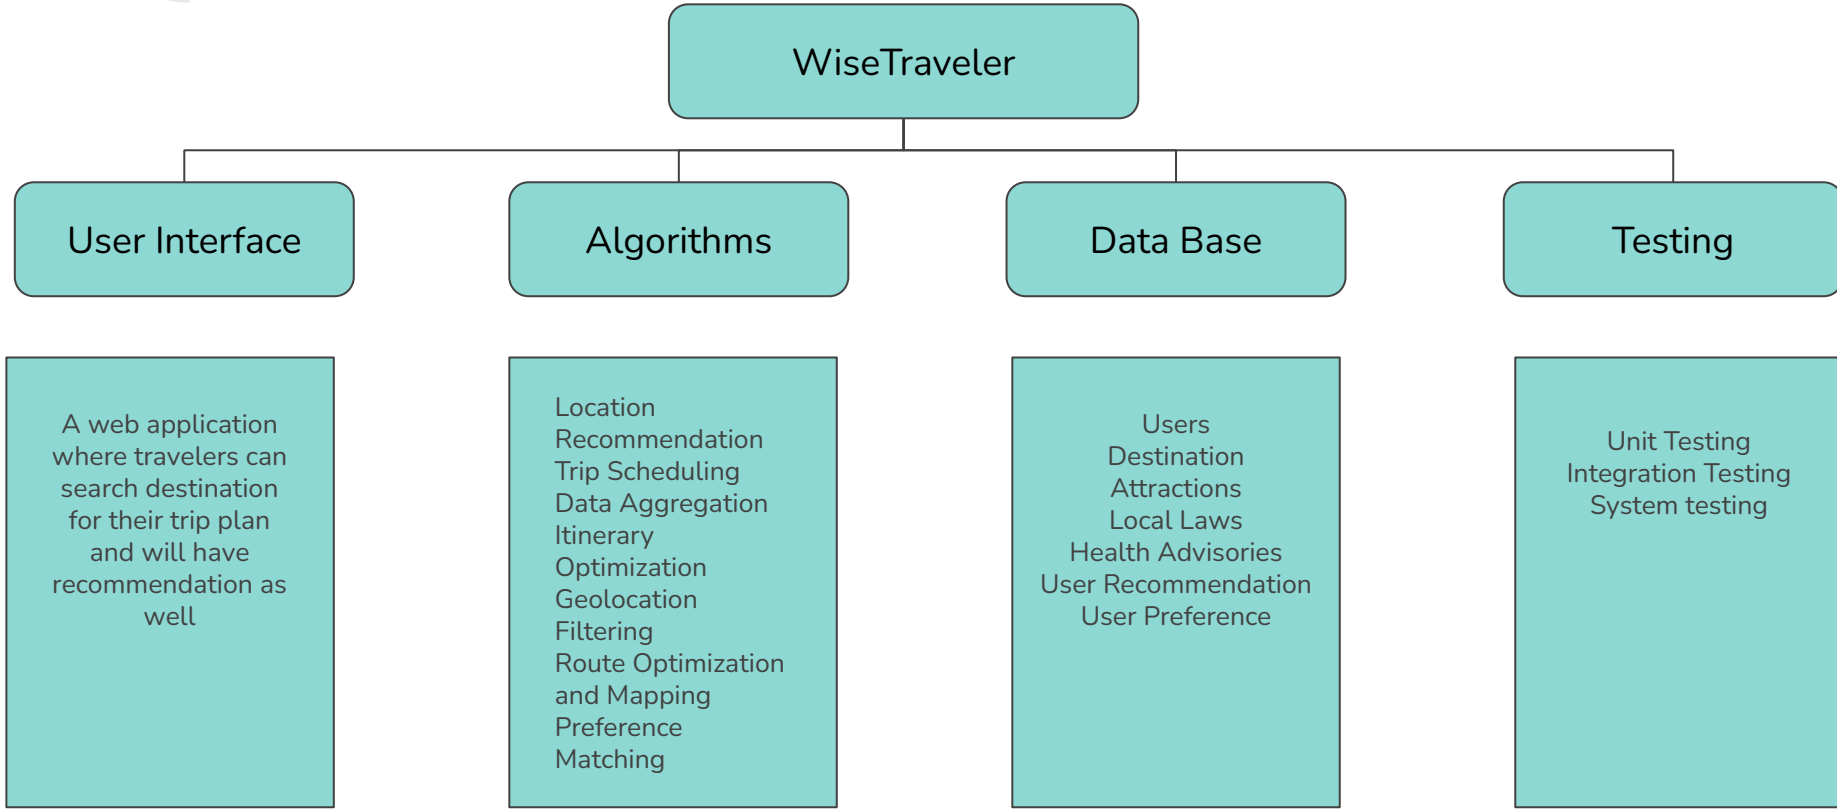 WiseTraveler
User Interface
Algorithms
Data Base
Testing
A web application
where travelers can
search destination
for their trip plan
and will have
recommendation as
well
Location
Recommendation
Trip Scheduling
Data Aggregation
Itinerary
Optimization
Geolocation
Filtering
Route Optimization
and Mapping
Preference
Matching
Users
Destination
Attractions
Local Laws
Health Advisories
User Recommendation
User Preference
Unit Testing
Integration Testing
System testing